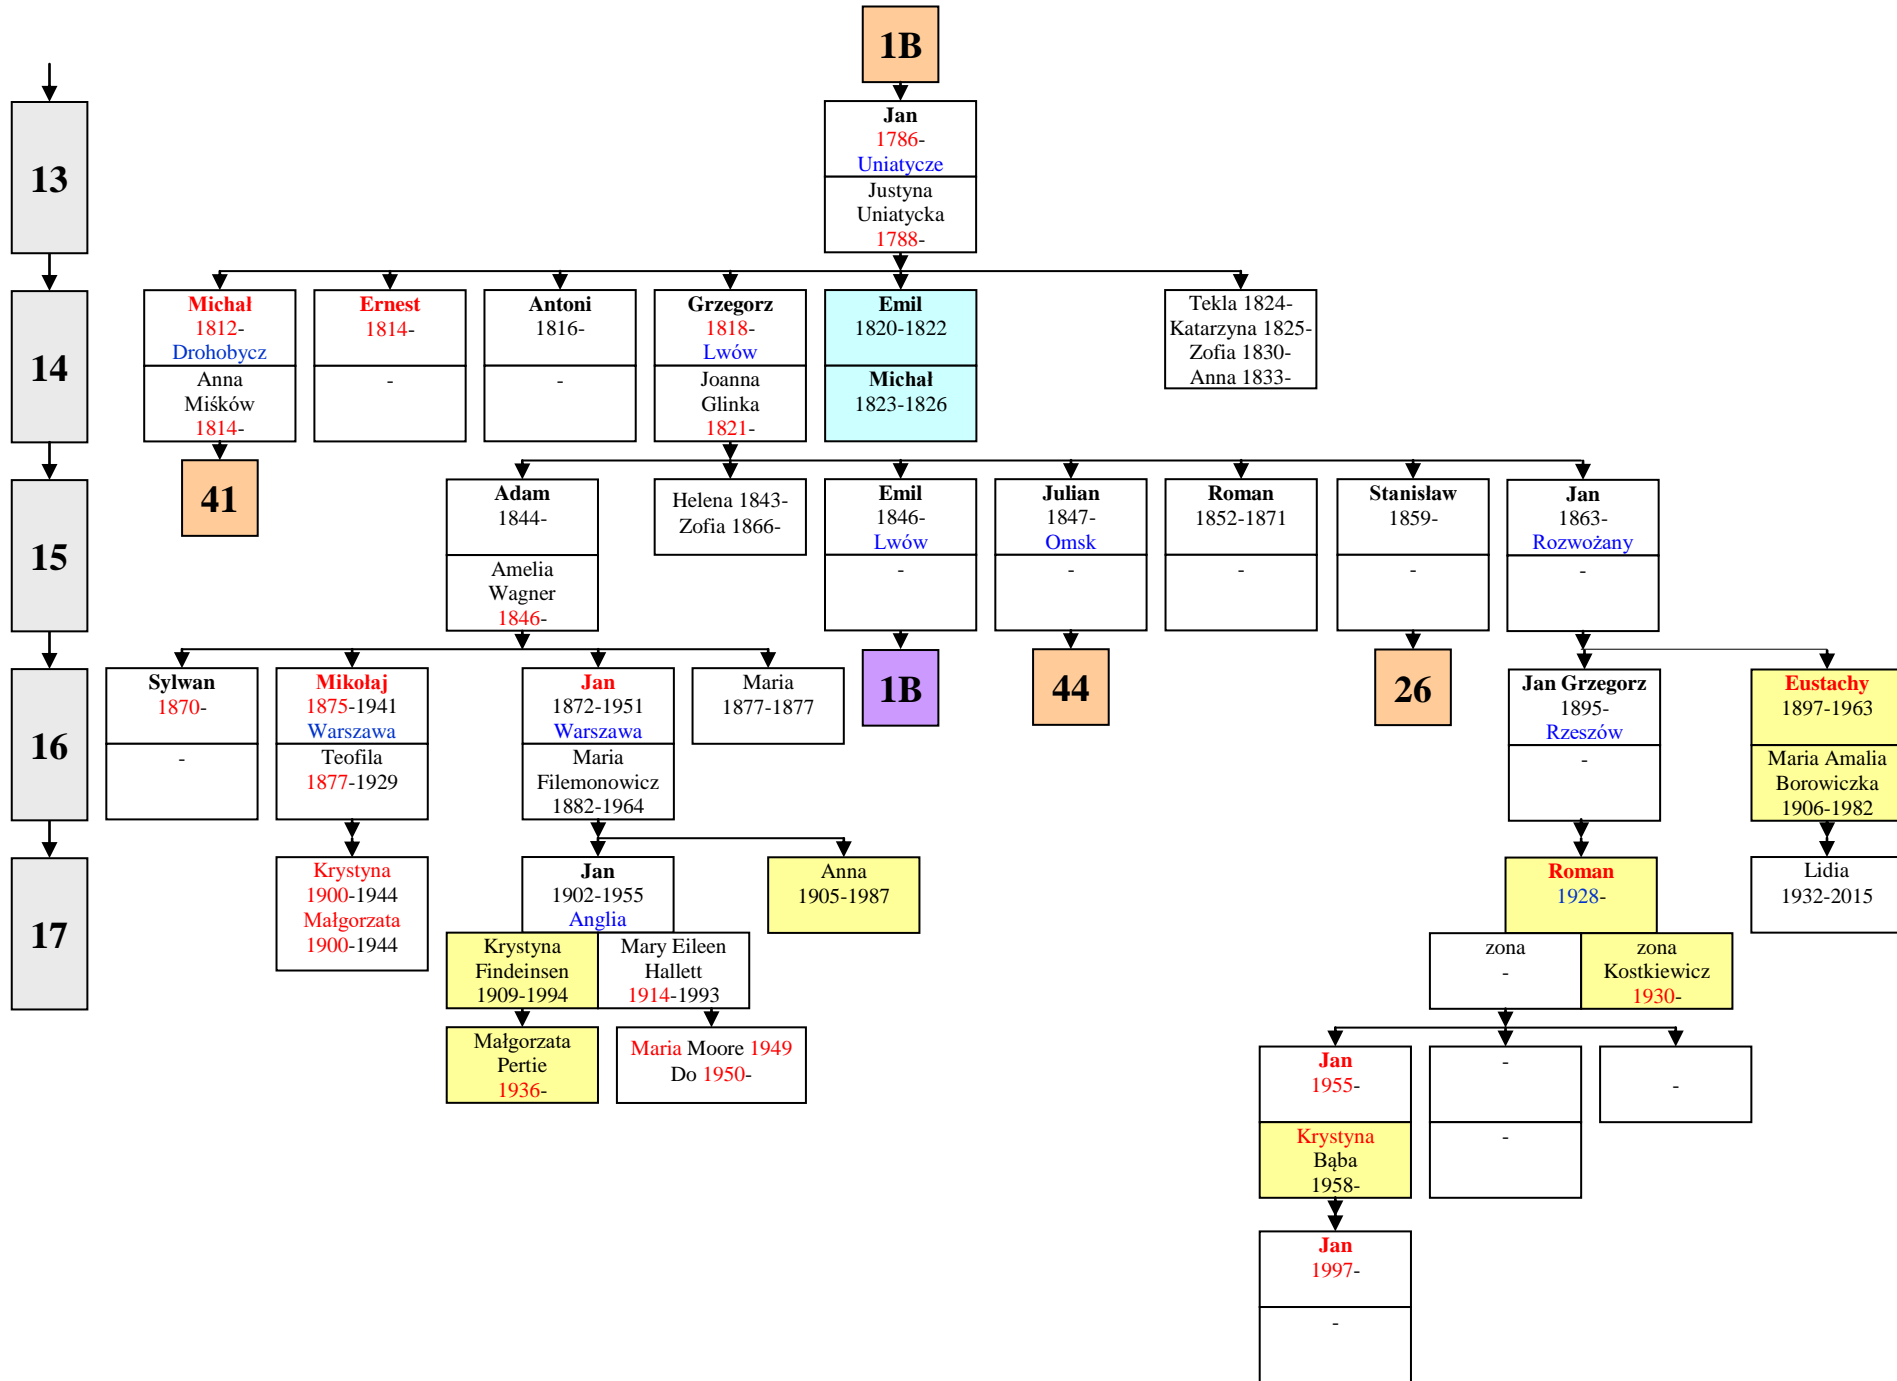 1B
13
Jan
1786-
Uniatycze
Justyna
Uniatycka
1788-
14
Michał
1812-
Drohobycz
Anna
Miśków
1814-
Ernest
1814-
-
Antoni
1816-
-
Grzegorz
1818-
Lwów
Joanna
Glinka
1821-
Emil
1820-1822
Michał
1823-1826
Tekla 1824-
Katarzyna 1825-
Zofia 1830-
Anna 1833-
41
15
Adam
1844-
Amelia
Wagner
1846-
Helena 1843-
Zofia 1866-
Emil
1846-
Lwów
-
Julian
1847-
Omsk
-
Roman
1852-1871
-
Stanisław
1859-
-
Jan
1863-
Rozwożany
-
1B
44
26
16
Sylwan
1870-
-
Mikołaj
1875-1941
Warszawa
Teofila
1877-1929
Jan
1872-1951
Warszawa
Maria
Filemonowicz
1882-1964
Maria
1877-1877
Jan Grzegorz
1895-
Rzeszów
-
Eustachy
1897-1963
Maria Amalia
Borowiczka
1906-1982
17
Krystyna
1900-1944
Małgorzata
1900-1944
Jan
1902-1955
Anglia
Krystyna
Findeinsen
1909-1994
Mary Eileen
Hallett
1914-1993
Anna
1905-1987
Roman
1928-
zona
-
zona
Kostkiewicz
1930-
Lidia
1932-2015
Małgorzata
Pertie
1936-
Maria Moore 1949
Do 1950-
Jan
1955-
Krystyna
Bąba
1958-
-
-
-
Jan
1997-
-